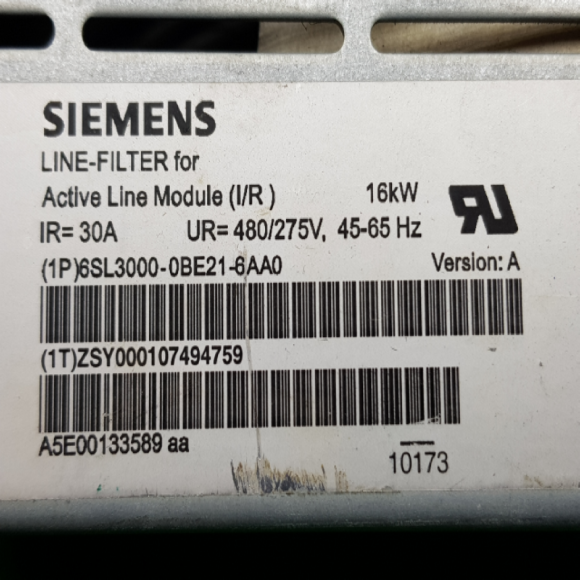 SIEMENS
LINE-FILTER for
Active Line Module (I/R ) 16kW
IR= 30A UR= 480/275V, 45-65 Hz
(1P)6SL3000-0BE21-6AA0 Version: A
(1T)ZSY000107494759
A5E00133589 aa
10173